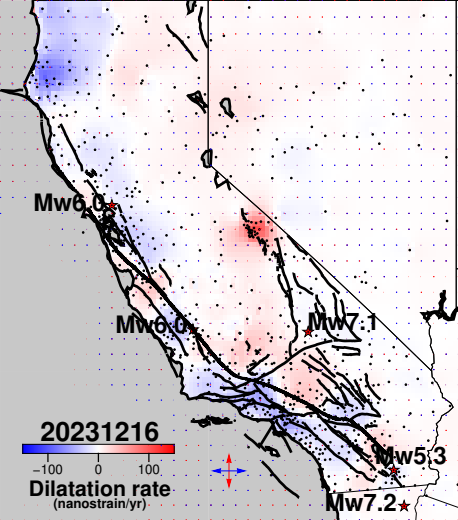 Mw6.0
Mw6.0
Mw7.1
20231216
−100 0 100
Dilatation rate
(nanostrain/yr)
Mw5.3
Mw7.2